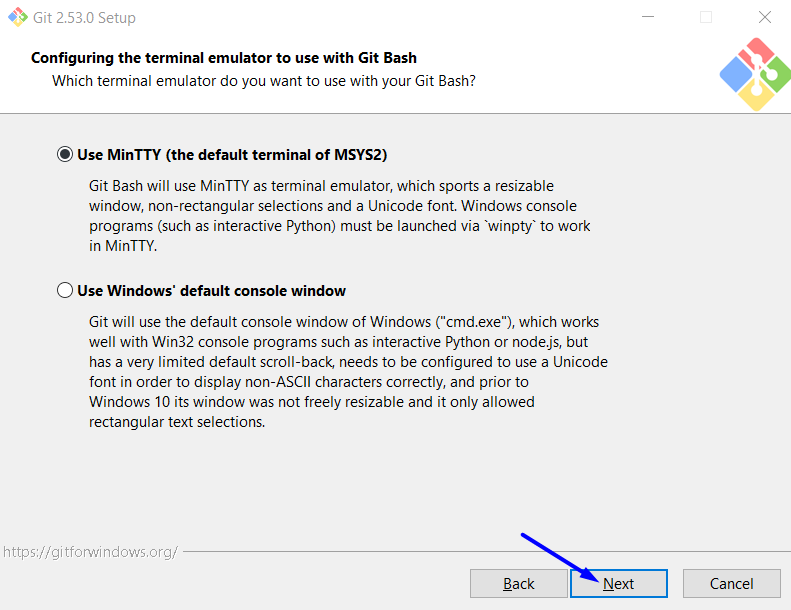 Git 2.53.0 Setup
Configuring the terminal emulator to use with Git Bash
Which terminal emulator do you want to use with your Git Bash?
Use MinTTY (the default terminal of MSYS2)
Git Bash will use MinTTY as terminal emulator, which sports a resizable
window, non-rectangular selections and a Unicode font. Windows console
programs (such as interactive Python) must be launched via `winpty` to work
in MinTTY.
Use Windows' default console window
Git will use the default console window of Windows ("cmd.exe"), which works
well with Win32 console programs such as interactive Python or node.js, but
has a very limited default scroll-back, needs to be configured to use a Unicode
font in order to display non-ASCII characters correctly, and prior to
Windows 10 its window was not freely resizable and it only allowed
rectangular text selections.
https://gitforwindows.org/
Back Next Cancel